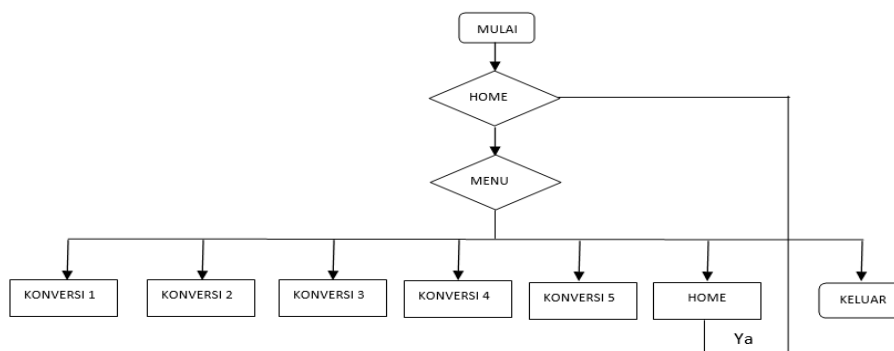 MULAI
HOME
MENU
KONVERSI 1
KONVERSI 2
KONVERSI 3
KONVERSI 4
KONVERSI 5
HOME
KELUAR
Ya